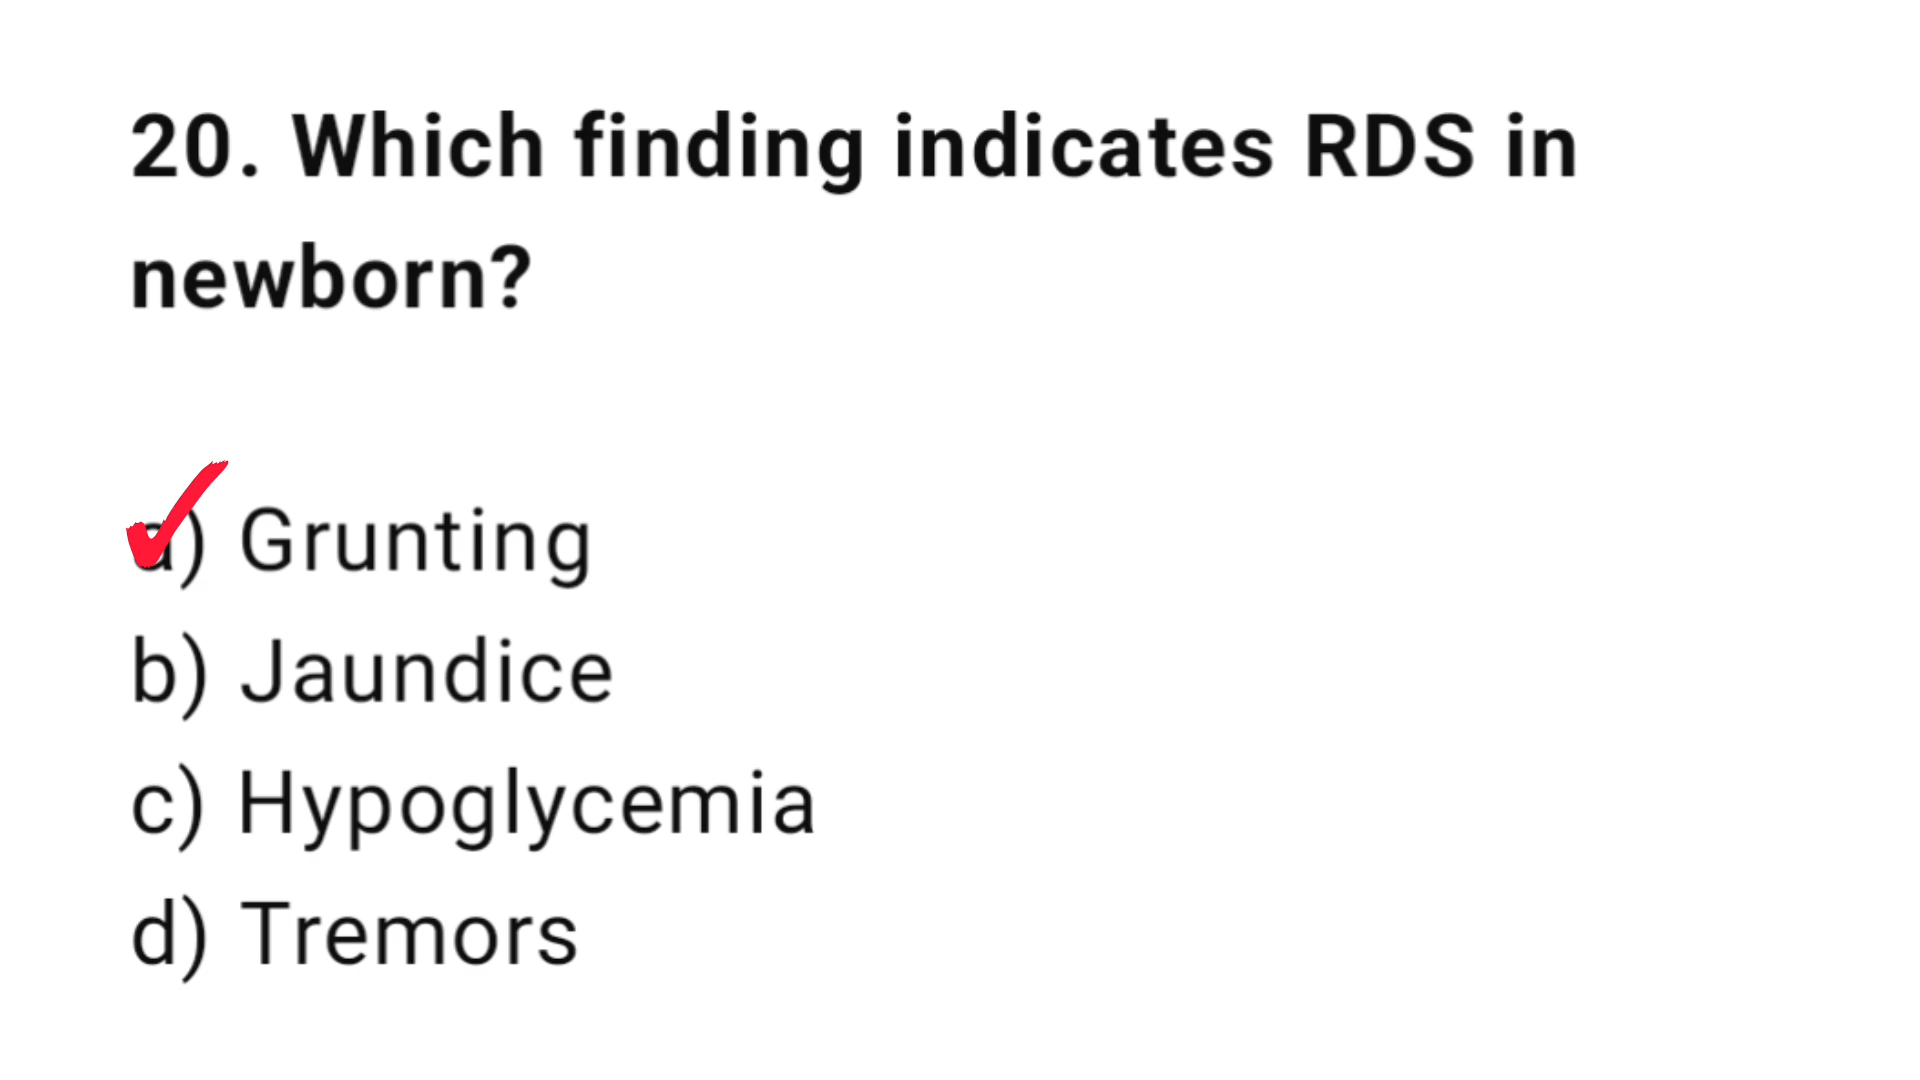 20. Which finding indicates RDS in
newborn?
a) Grunting
b) Jaundice
c) Hypoglycemia
d) Tremors